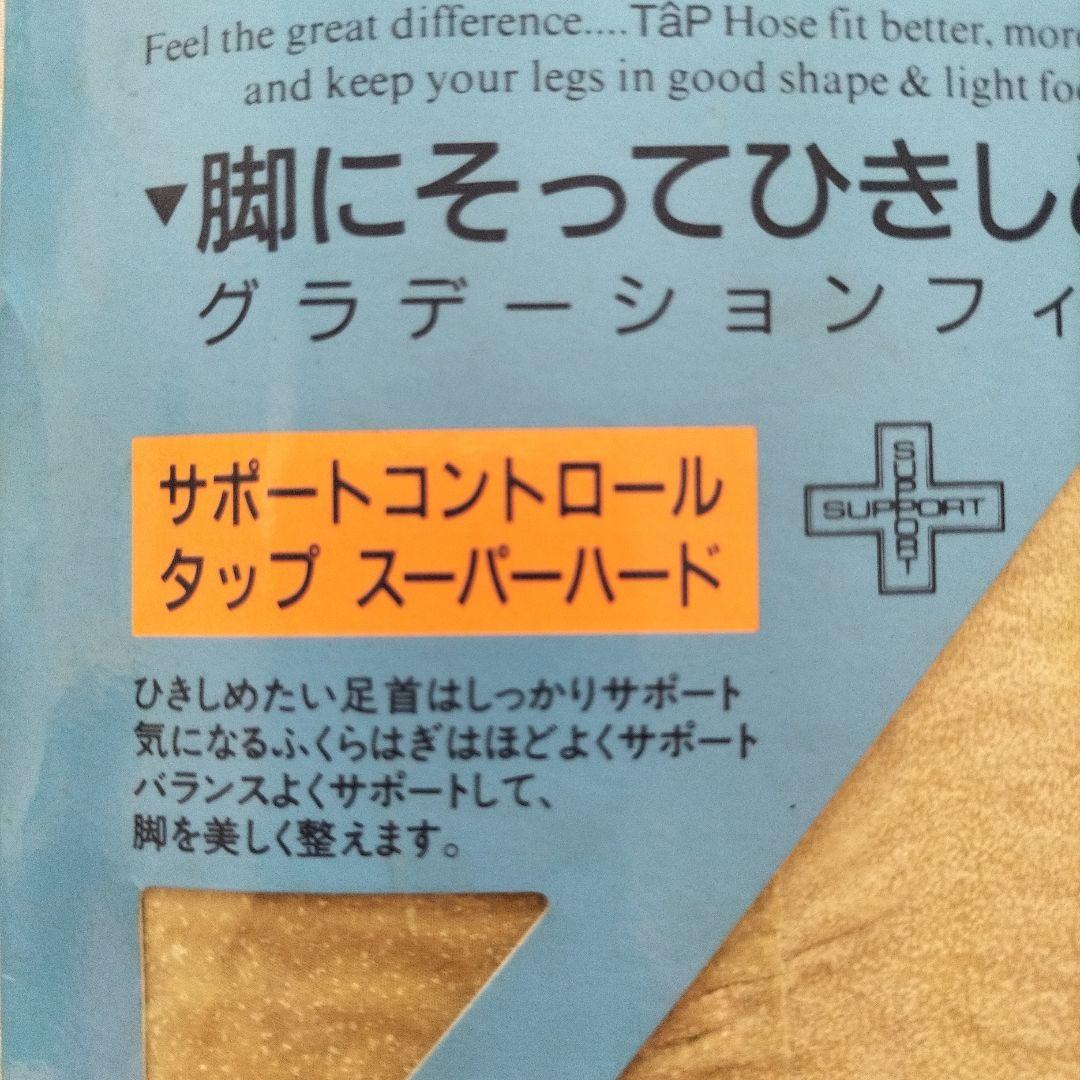 Feel the great difference....TâP Hose fit better, more
and keep your legs in good shape & light
▼脚にそってひきし
グラデーションフィ
サポートコントロール
タップ スーパーハード
SUPPORT
SUPPORT
ひきしめたい足首はしっかりサポート
気になるふくらはぎはほどよくサポート
バランスよくサポートして、
脚を美しく整えます。